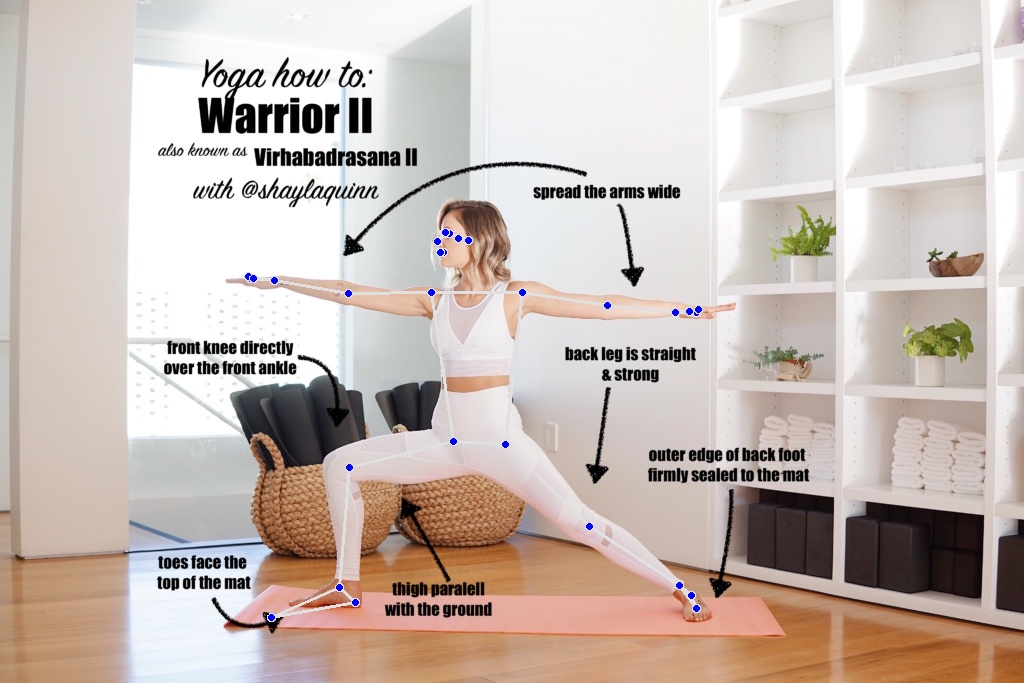 Yoga how to:
Warrior II
also known as Virhabadrasana II
with @shaylaquinn
spread the arms wide
front knee directly
over the front ankle
back leg is straight
& strong
outer edge of back foot
firmly sealed to the mat
toes face the
top of the mat
thigh paralell
with the ground